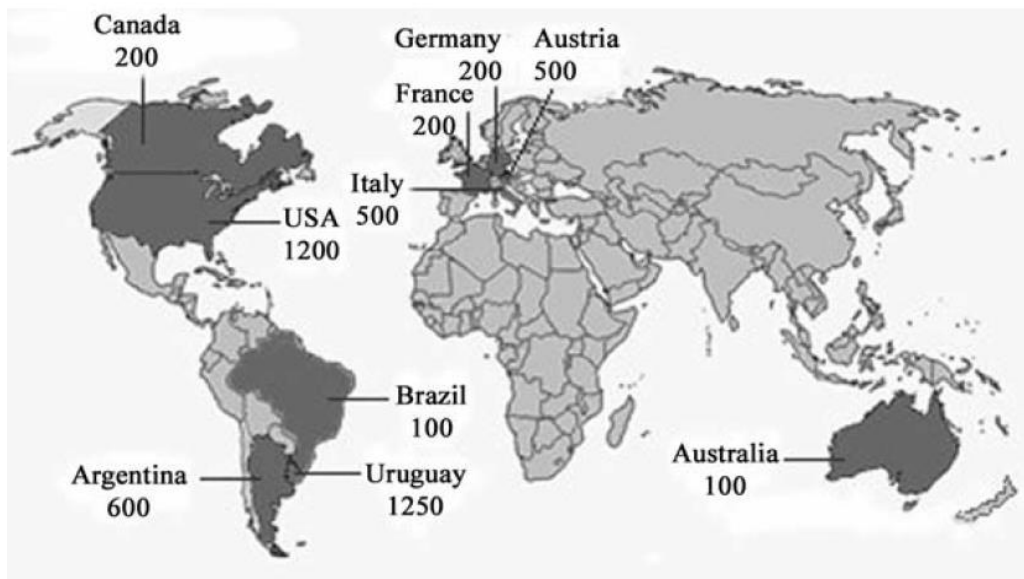 Canada
200
Germany
200
Austria
500
France
200
Italy
500
USA
1200
Brazil
100
Argentina
600
Uruguay
1250
Australia
100